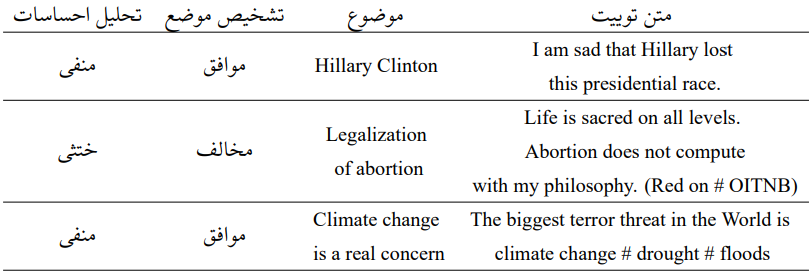 متن توییت موضوع تشخیص موضع تحلیل احساسات
I am sad that Hillary lost
this presidential race.
Hillary Clinton
موافق
منفی
Life is sacred on all levels.
Abortion does not compute
with my philosophy. (Red on # OITNB)
Legalization
of abortion
مخالف
ختثی
The biggest terror threat in the World is
climate change # drought # floods
Climate change
is a real concern
موافق
منفی